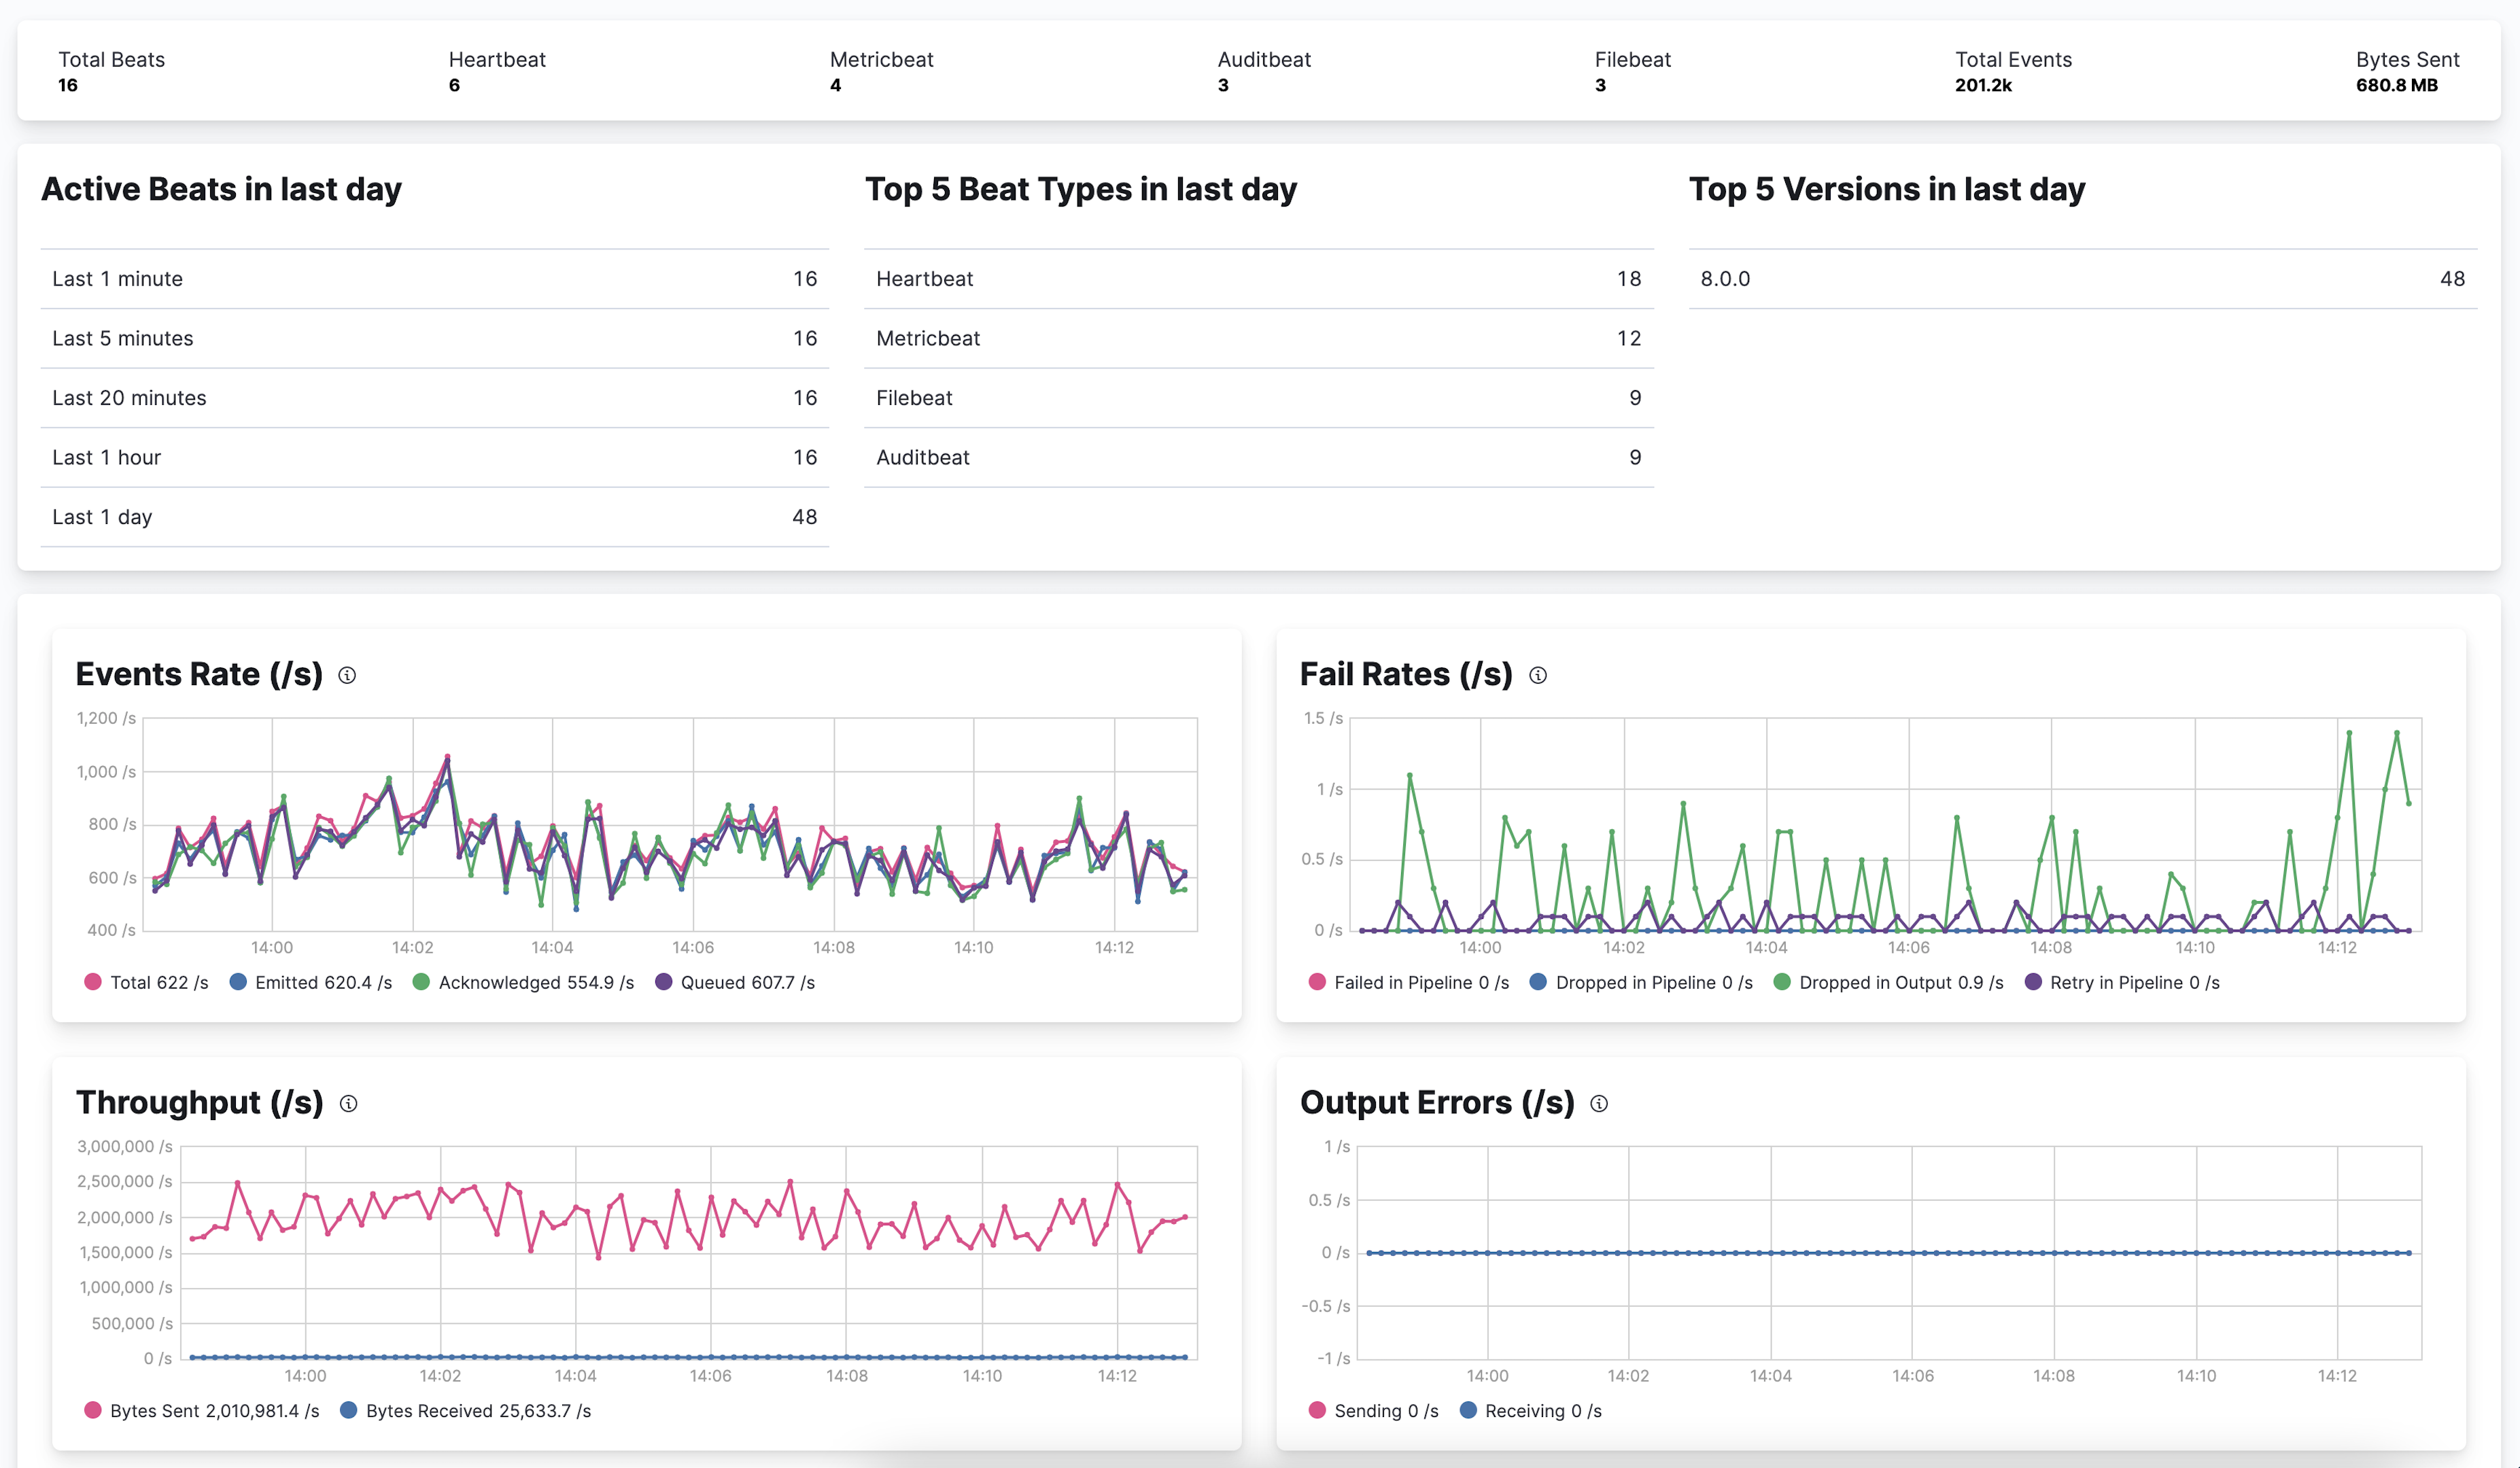 Total Beats Heartbeat Metricbeat Auditbeat Filebeat Total Events Bytes Sent
16 6 4 3 3 201.2k 680.8 MB
Active Beats in last day
Last 1 minute 16
Last 5 minutes 16
Last 20 minutes 16
Last 1 hour 16
Last 1 day 48
Top 5 Beat Types in last day
Heartbeat 18
Metricbeat 12
Filebeat 9
Auditbeat 9
Top 5 Versions in last day
8.0.0 48
Events Rate (/s)
1,200 /s
1,000 /s
800 /s
600 /s
400 /s
14:00 14:02 14:04 14:06 14:08 14:10 14:12
Total 622 /s Emitted 620.4 /s Acknowledged 554.9 /s Queued 607.7 /s
Fail Rates (/s)
1.5 /s
1 /s
0.5 /s
0 /s
14:00 14:02 14:04 14:06 14:08 14:10 14:12
Failed in Pipeline 0 /s Dropped in Pipeline 0 /s Dropped in Output 0.9 /s Retry in Pipeline 0 /s
Throughput (/s)
3,000,000 /s
2,500,000 /s
2,000,000 /s
1,500,000 /s
1,000,000 /s
500,000 /s
0 /s
14:00 14:02 14:04 14:06 14:08 14:10 14:12
Bytes Sent 2,010,981.4 /s Bytes Received 25,633.7 /s
Output Errors (/s)
1 /s
0.5 /s
0 /s
-0.5 /s
-1 /s
14:00 14:02 14:04 14:06 14:08 14:10 14:12
Sending 0 /s Receiving 0 /s